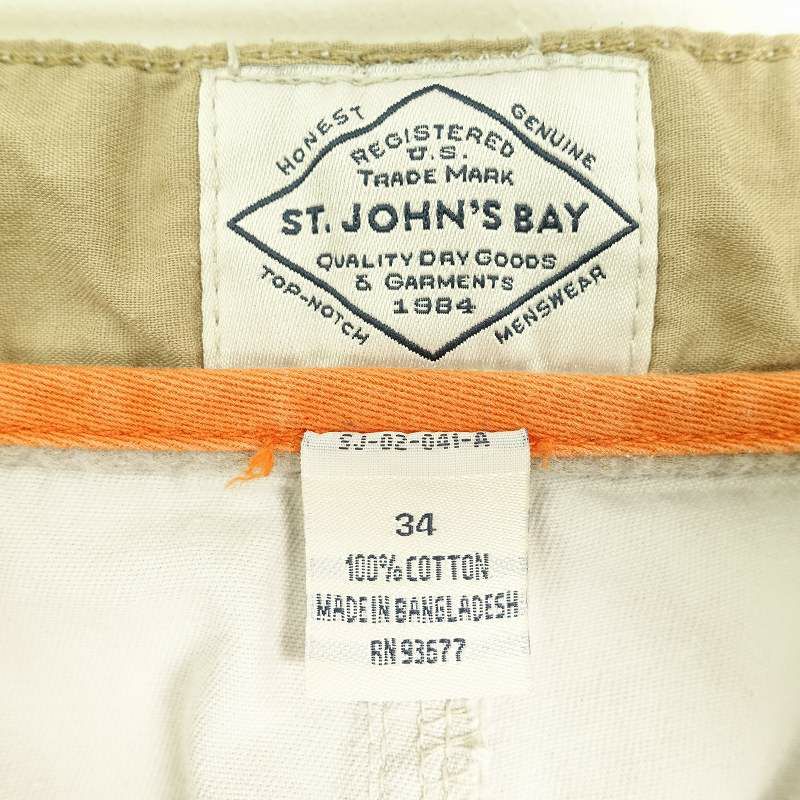 HONEST
GENUINE
REGISTERED
U.S.
TRADE MARK
ST. JOHN'S BAY
QUALITY DRY GOODS
& GARMENTS
1984
TOP-NOTCH
MENSWEAR
SJ-02-041-A
34
100% COTTON
MADE IN BANGLADESH
RN 93677